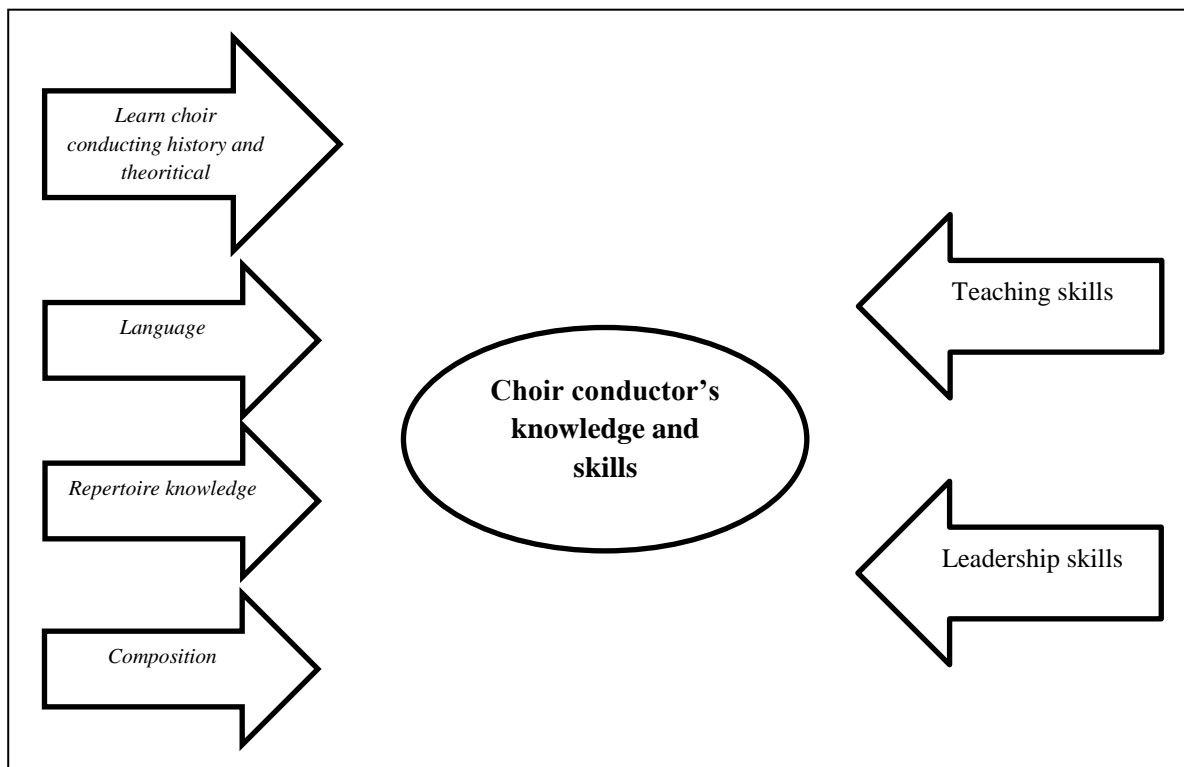 Learn choir
conducting history and
theoritical
Language
Repertoire knowledge
Composition
Choir conductor’s
knowledge and
skills
Teaching skills
Leadership skills